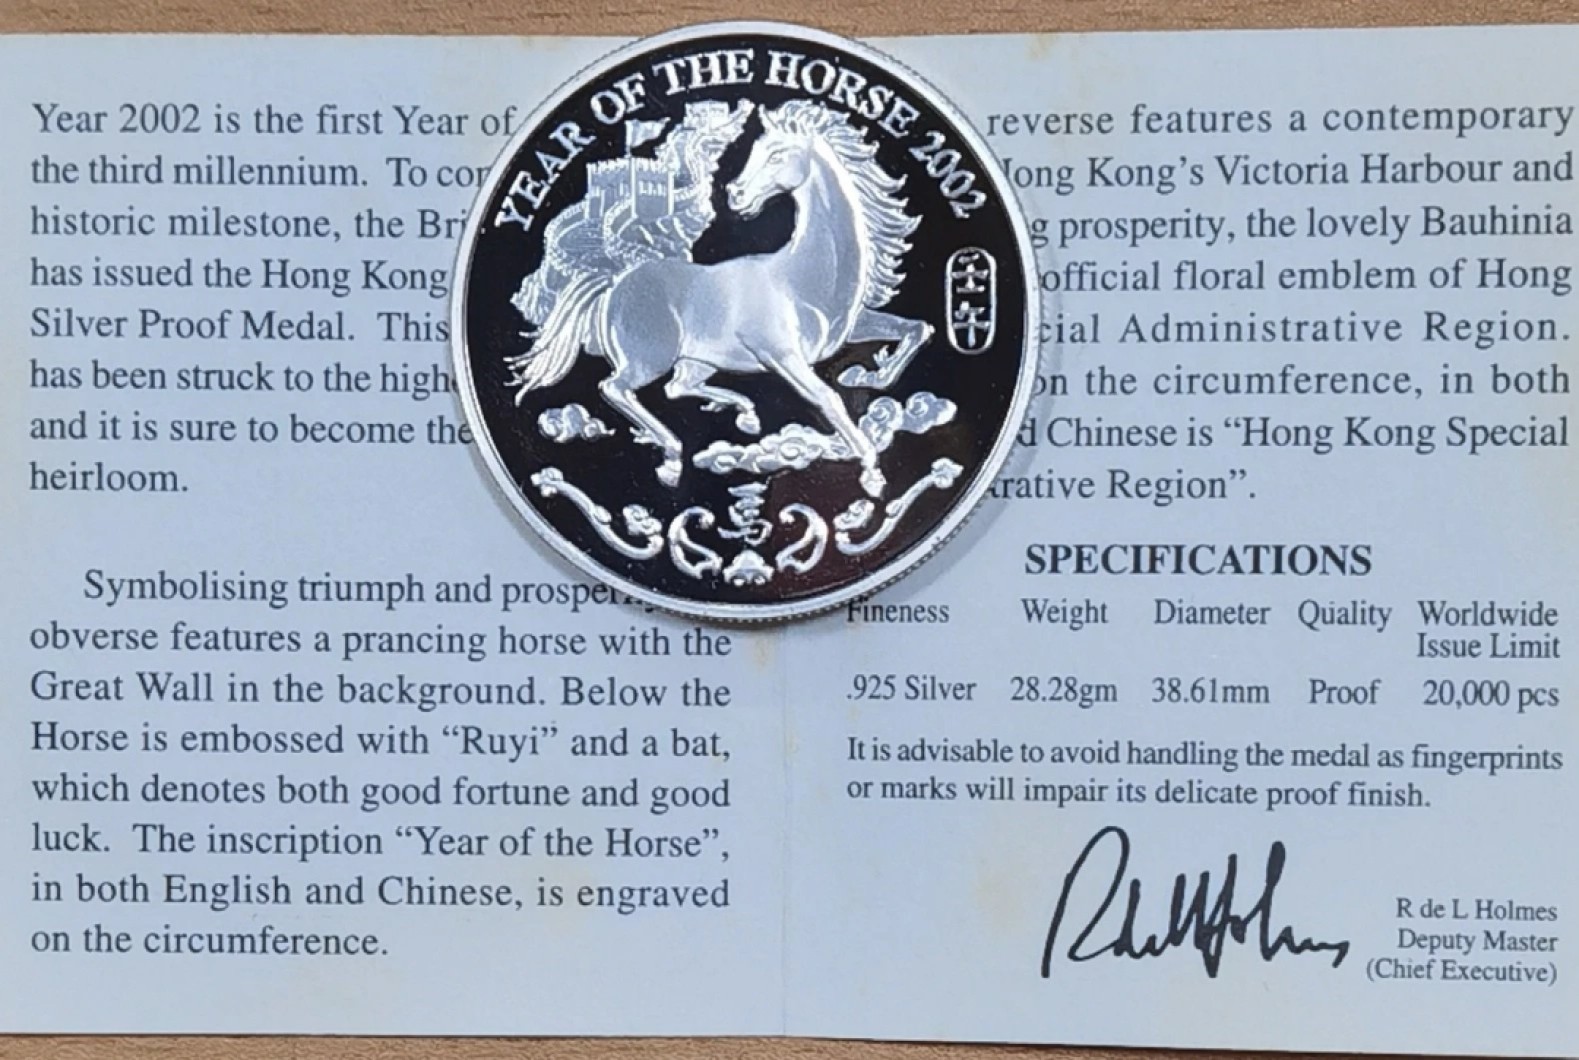 YEAR OF THE HORSE 2002
壬午
馬
Year 2002 is the first Year of
the third millennium. To
historic milestone, the
has issued the Hong Kong
Silver Proof Medal. This
has been struck to the
and it is sure to become the
heirloom.
Symbolising triumph and
obverse features a prancing horse with the
Great Wall in the background. Below the
Horse is embossed with “Ruyi” and a bat,
which denotes both good fortune and good
luck. The inscription “Year of the Horse”,
in both English and Chinese, is engraved
on the circumference.
reverse features a contemporary
Kong’s Victoria Harbour and
prosperity, the lovely Bauhinia
official floral emblem of Hong
Administrative Region.
the circumference, in both
Chinese is “Hong Kong Special
Region”.
SPECIFICATIONS
Fineness Weight Diameter Quality Worldwide
Issue Limit
.925 Silver 28.28gm 38.61mm Proof 20,000 pcs
It is advisable to avoid handling the medal as fingerprints
or marks will impair its delicate proof finish.
R de L Holmes
Deputy Master
(Chief Executive)